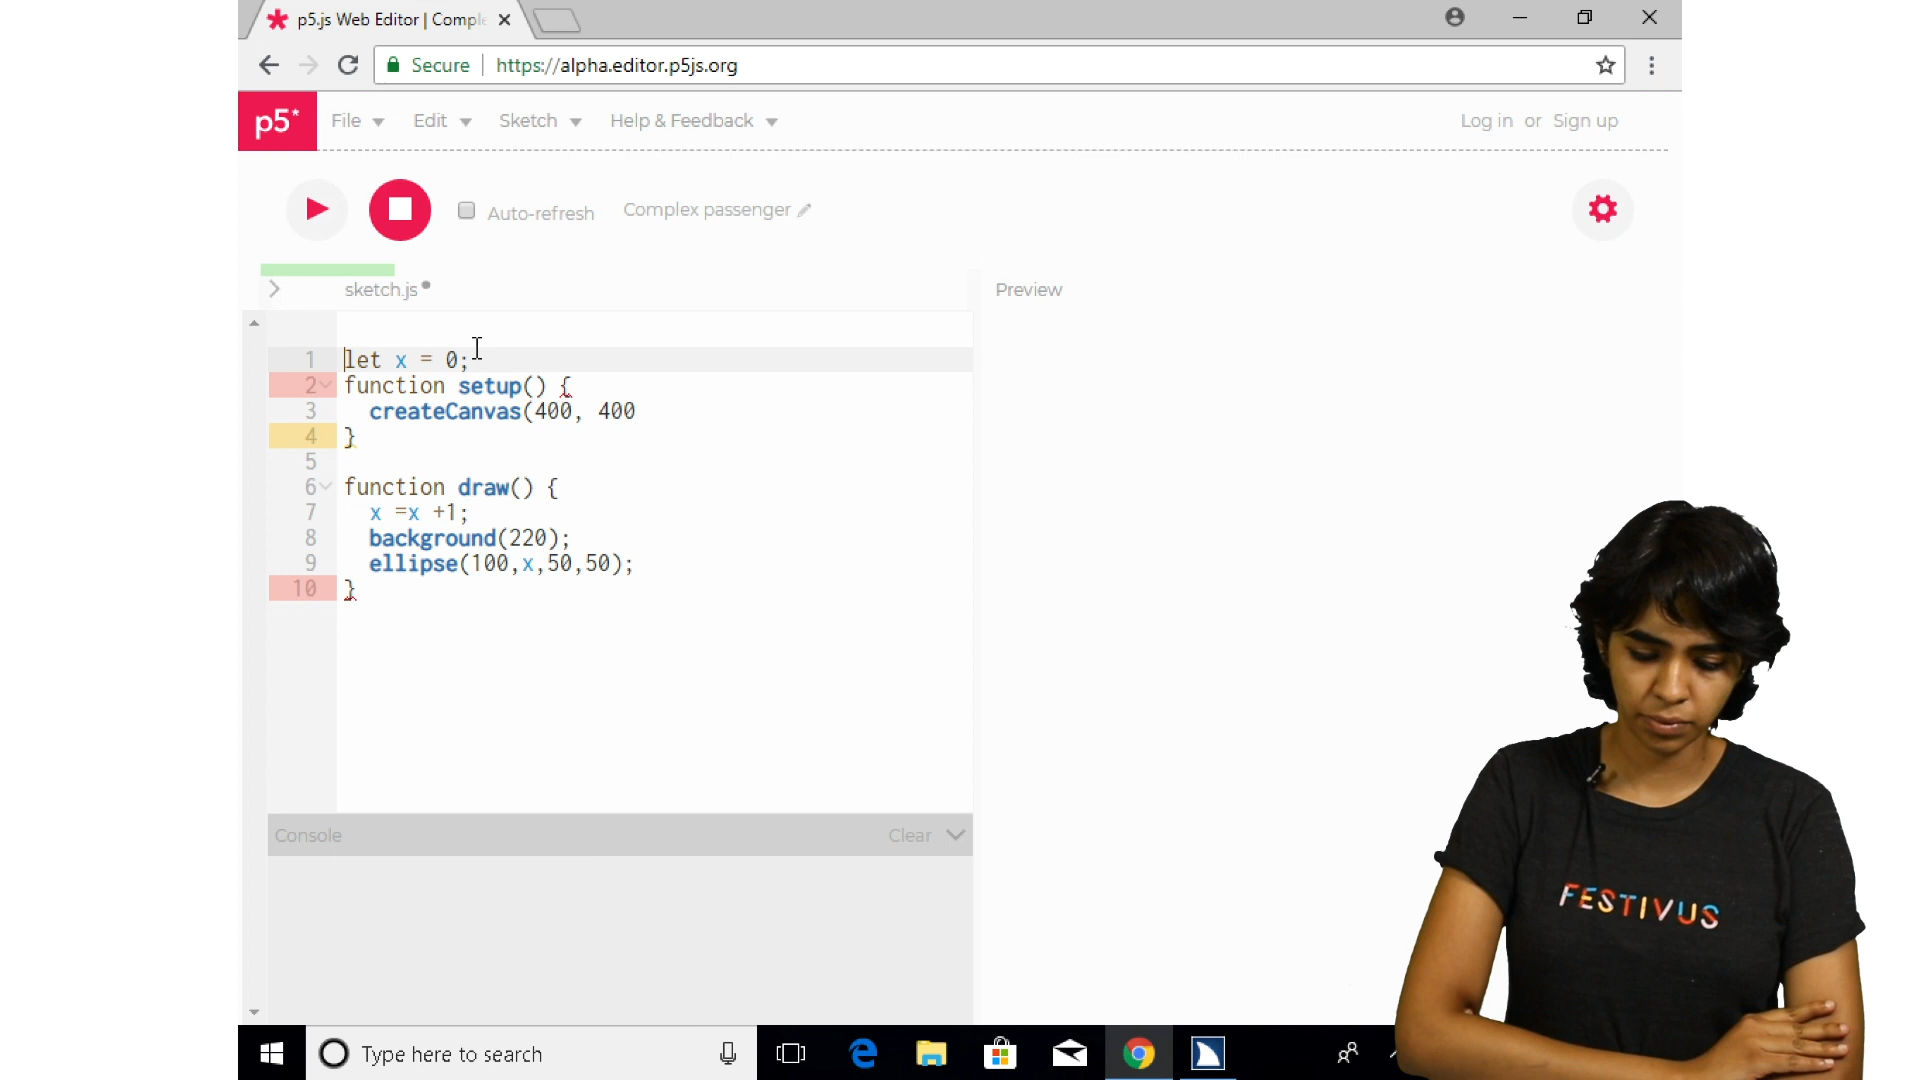 p5.js Web Editor | Comple
Secure | https://alpha.editor.p5js.org
p5* File Edit Sketch Help & Feedback Log in or Sign up
Auto-refresh Complex passenger
sketch.js Preview
1 let x = 0;
2 function setup() {
3 createCanvas(400, 400
4 }
5
6 function draw() {
7 x =x +1;
8 background(220);
9 ellipse(100,x,50,50);
10 }
Console Clear
FESTIVUS
Type here to search